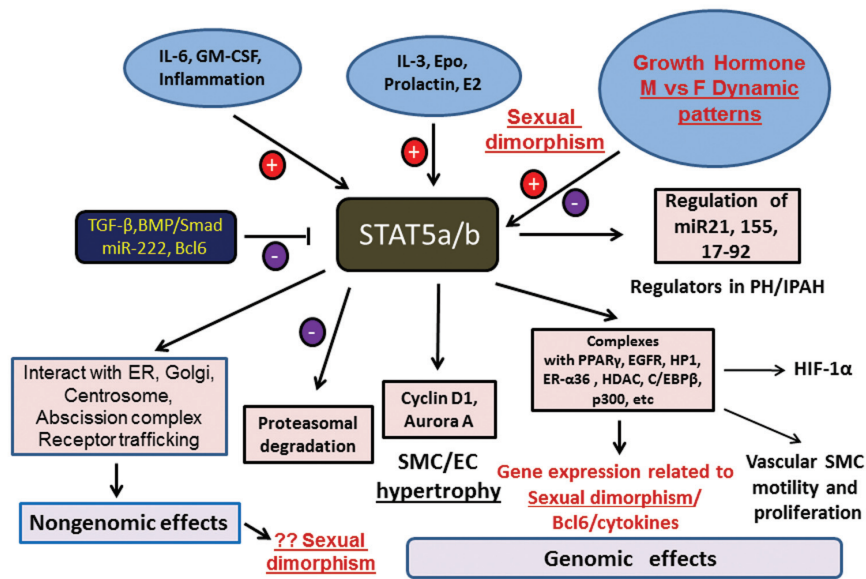 IL-6, GM-CSF,
Inflammation
IL-3, Epo,
Prolactin, E2
Growth Hormone
M vs F Dynamic
patterns
Sexual
dimorphism
+
+
+
-
TGF-β,BMP/Smad
miR-222, Bcl6
-
STAT5a/b
Regulation of
miR21, 155,
17-92
Regulators in PH/IPAH
-
Interact with ER, Golgi,
Centrosome,
Abscission complex
Receptor trafficking
Proteasomal
degradation
Cyclin D1,
Aurora A
SMC/EC
hypertrophy
Complexes
with PPARγ, EGFR, HP1,
ER-α36 , HDAC, C/EBPβ,
p300, etc
HIF-1α
Vascular SMC
motility and
proliferation
Gene expression related to
Sexual dimorphism/
Bcl6/cytokines
Nongenomic effects
?? Sexual
dimorphism
Genomic effects